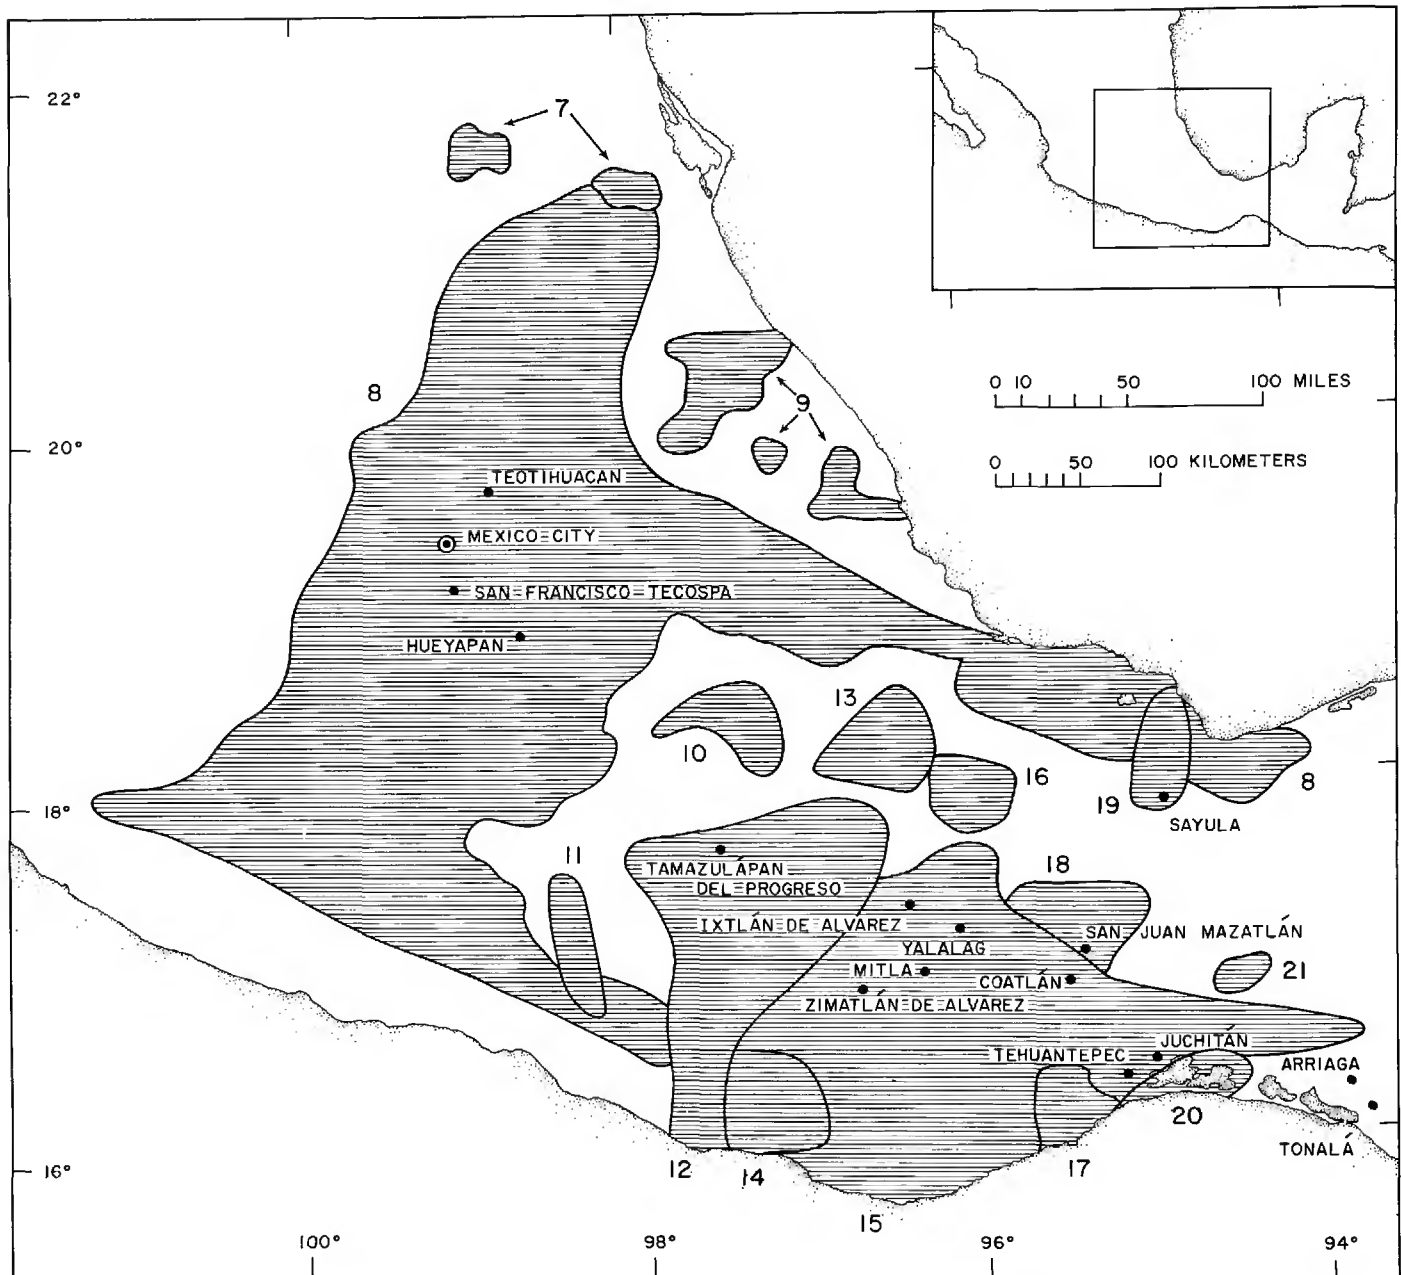 22°
7
8
9
0 10 50 100 MILES
20°
TEOTIHUACAN
0 50 100 KILOMETERS
MEXICO CITY
SAN FRANCISCO TECOSPA
HUEYAPAN
13
10
16
8
19
18°
SAYULA
11
TAMAZULÁPAN
DEL PROGRESO
18
IXTLÁN DE ALVAREZ
SAN JUAN MAZATLÁN
YALALAG
21
MITLA
COATLÁN
ZIMATLÁN DE ALVAREZ
JUCHITÁN
TEHUANTEPEC
ARRIAGA
20
TONALÁ
16°
12
14
17
15
100°
98°
96°
94°